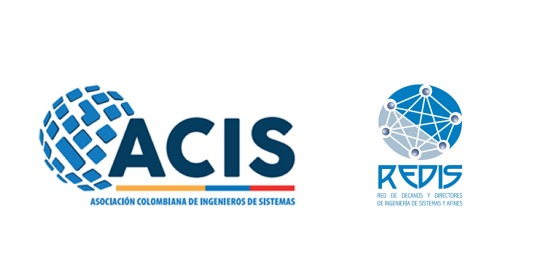 ACIS
ASOCIACIÓN COLOMBIANA DE INGENIEROS DE SISTEMAS
REDIS
RED DE DECANOS Y DIRECTORES
DE INGENIERÍA DE SISTEMAS Y AFINES